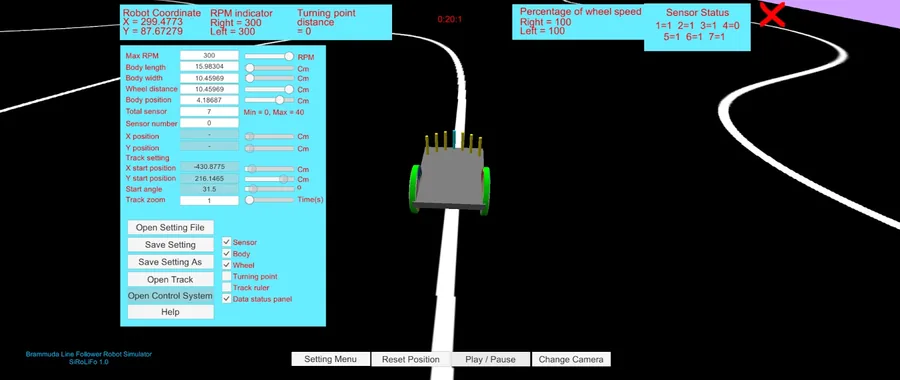 Robot Coordinate
X = 299.4773
Y = 87.67279
RPM indicator
Right = 300
Left = 300
Turning point
distance
= 0
0:20:1
Percentage of wheel speed
Right = 100
Left = 100
Sensor Status
1=1 2=1 3=1 4=0
5=1 6=1 7=1
Max RPM 300 RPM
Body length 15.98304 Cm
Body width 10.45969 Cm
Wheel distance 10.45969 Cm
Body position 4.18687 Cm
Total sensor 7 Min = 0, Max = 40
Sensor number 0
X position - Cm
Y position - Cm
Track setting
X start position -430.8775 Cm
Y start position 216.1465 Cm
Start angle 31.5 o
Track zoom 1 Time(s)
Open Setting File
Save Setting
Save Setting As
Open Track
Open Control System
Help
Sensor
Body
Wheel
Turning point
Track ruler
Data status panel
Brammuda Line Follower Robot Simulator
SiRoLiFo 1.0
Setting Menu
Reset Position
Play / Pause
Change Camera